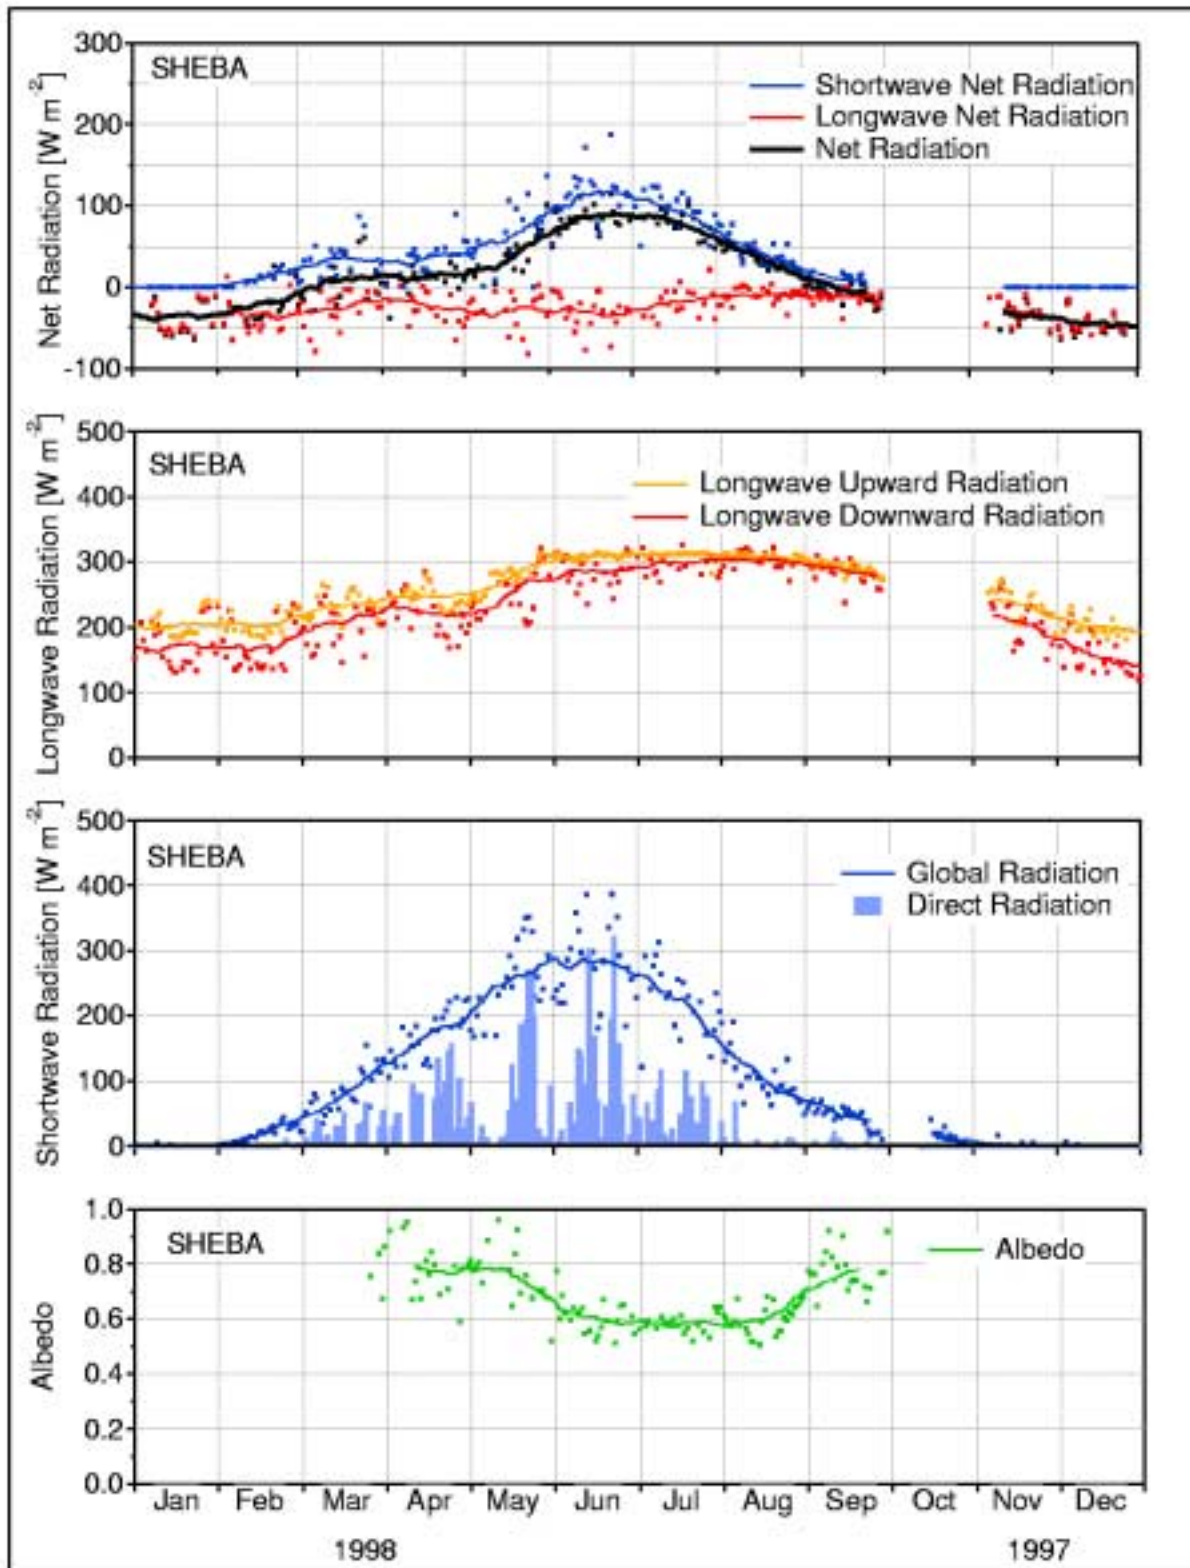 300
200
100
0
-100
Net Radiation [W m-2]
SHEBA
Shortwave Net Radiation
Longwave Net Radiation
Net Radiation
500
400
300
200
100
0
Longwave Radiation [W m-2]
SHEBA
Longwave Upward Radiation
Longwave Downward Radiation
500
400
300
200
100
0
Shortwave Radiation [W m-2]
SHEBA
Global Radiation
Direct Radiation
1.0
0.8
0.6
0.4
0.2
0.0
Albedo
SHEBA
Albedo
Jan Feb Mar Apr May Jun Jul Aug Sep Oct Nov Dec
1998 1997